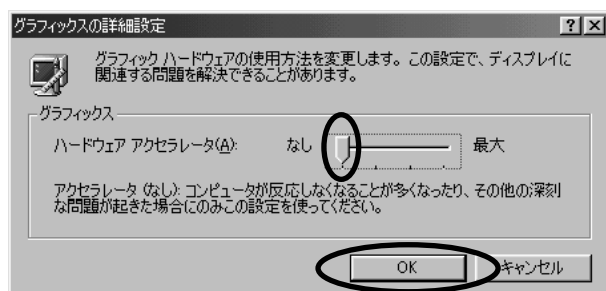 グラフィックスの詳細設定
グラフィック ハードウェアの使用方法を変更します。この設定で、ディスプレイに
関連する問題を解決できることがあります。
グラフィックス
ハードウェア アクセラレータ(A): なし 最大
アクセラレータ (なし): コンピュータが反応しなくなることが多くなったり、その他の深刻
な問題が起きた場合にのみこの設定を使ってください。
OK キャンセル